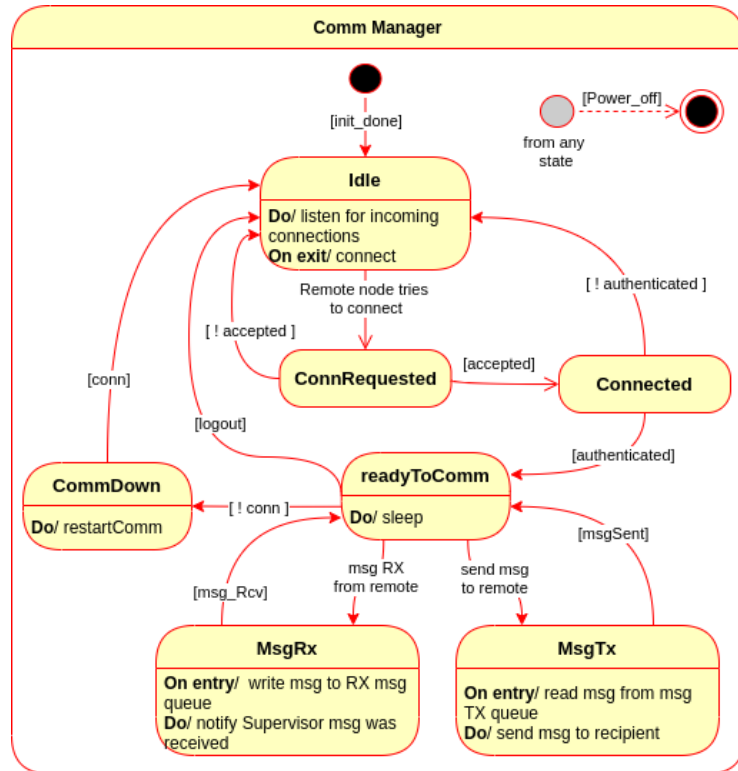 Comm Manager
[init_done]
[Power_off]
from any
state
Idle
Do/ listen for incoming
connections
On exit/ connect
Remote node tries
to connect
[ ! accepted ]
[ ! authenticated ]
ConnRequested
[accepted]
Connected
[conn]
[logout]
[authenticated]
CommDown
Do/ restartComm
[ ! conn ]
readyToComm
Do/ sleep
[msg_Rcv]
msg RX
from remote
send msg
to remote
[msgSent]
MsgRx
On entry/ write msg to RX msg
queue
Do/ notify Supervisor msg was
received
MsgTx
On entry/ read msg from msg
TX queue
Do/ send msg to recipient